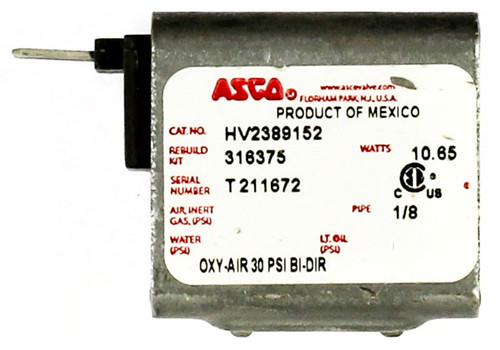 ASCO®
www.ascovalve.com
FLORHAM PARK, N.J., U.S.A.
PRODUCT OF MEXICO
CAT. NO. HV2389152
REBUILD KIT 316375 WATTS 10.65
SERIAL NUMBER T211672 C US ®
AIR, INERT GAS, (PSI) PIPE 1/8
WATER (PSI) LT. OIL (PSI)
OXY-AIR 30 PSI BI-DIR